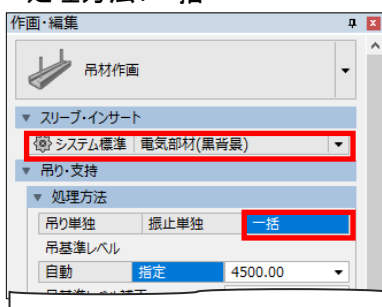 作画・編集
吊材作画
スリーブ・インサート
システム標準 電気部材(黒背景)
吊り・支持
処理方法
吊り単独 振止単独 一括
吊基準レベル
自動 指定 4500.00